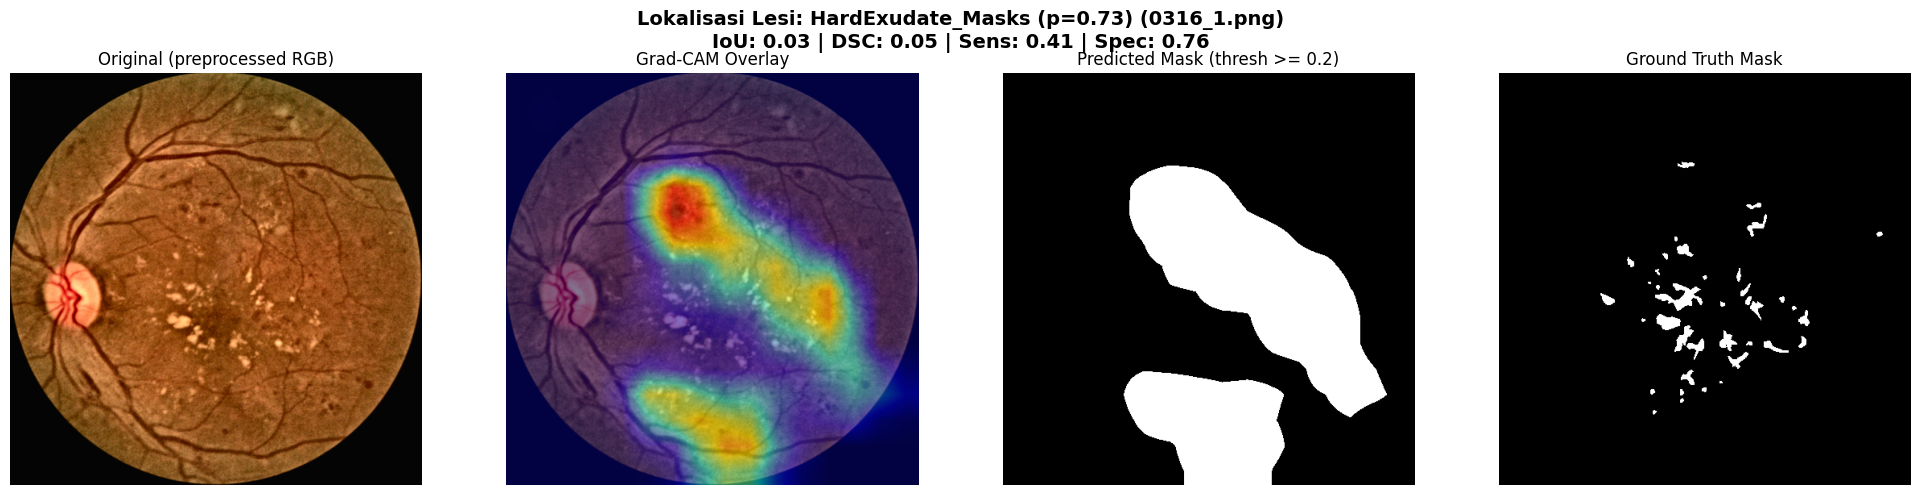 Lokalisasi Lesi: HardExudate_Masks (p=0.73) (0316_1.png)
IoU: 0.03 | DSC: 0.05 | Sens: 0.41 | Spec: 0.76
Original (preprocessed RGB)
Grad-CAM Overlay
Predicted Mask (thresh >= 0.2)
Ground Truth Mask